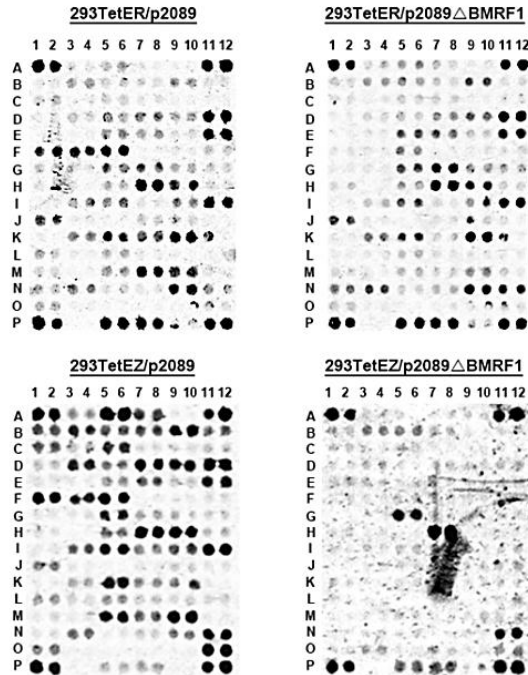 293TetER/p2089
1 2 3 4 5 6 7 8 9 10 11 12
A
B
C
D
E
F
G
H
I
J
K
L
M
N
O
P
293TetER/p2089△BMRF1
1 2 3 4 5 6 7 8 9 10 11 12
A
B
C
D
E
F
G
H
I
J
K
L
M
N
O
P
293TetEZ/p2089
1 2 3 4 5 6 7 8 9 10 11 12
A
B
C
D
E
F
G
H
I
J
K
L
M
N
O
P
293TetEZ/p2089△BMRF1
1 2 3 4 5 6 7 8 9 10 11 12
A
B
C
D
E
F
G
H
I
J
K
L
M
N
O
P